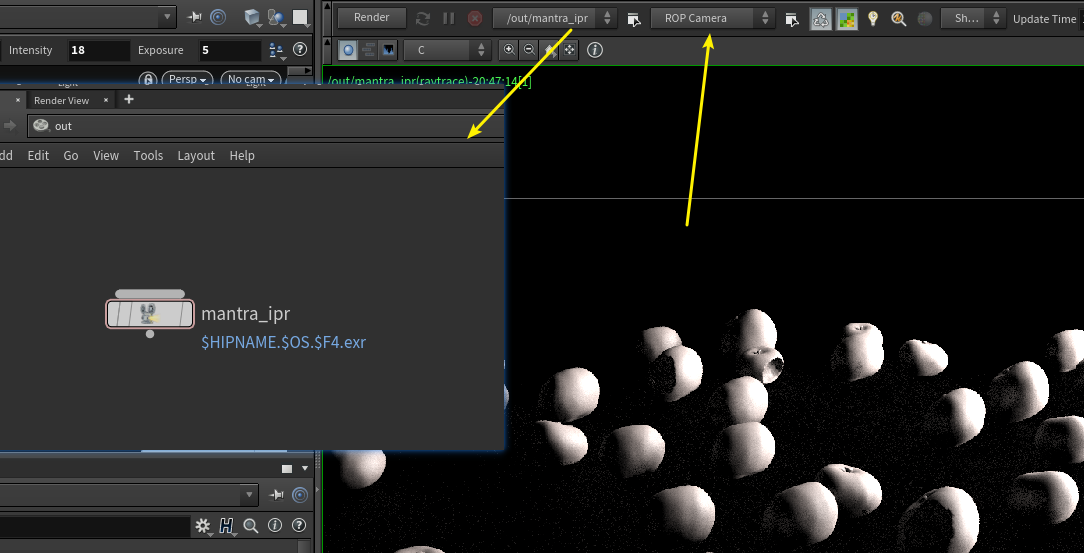 Render
/out/mantra_ipr
ROP Camera
Sh...
Update Time
Intensity
18
Exposure
5
C
Persp
No cam
/out/mantra_ipr(raytrace)-20:47:14[1]
Render View
out
Edit
Go
View
Tools
Layout
Help
mantra_ipr
$HIPNAME.$OS.$F4.exr